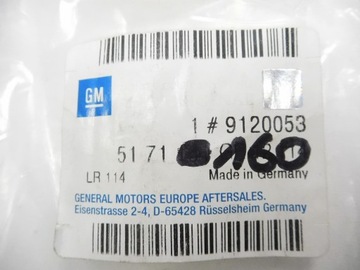 GM
1 # 9120053
51 71
160
LR 114
Made in Germany
GENERAL MOTORS EUROPE AFTERSALES.
Eisenstrasse 2-4, D-65428 Rüsselsheim Germany